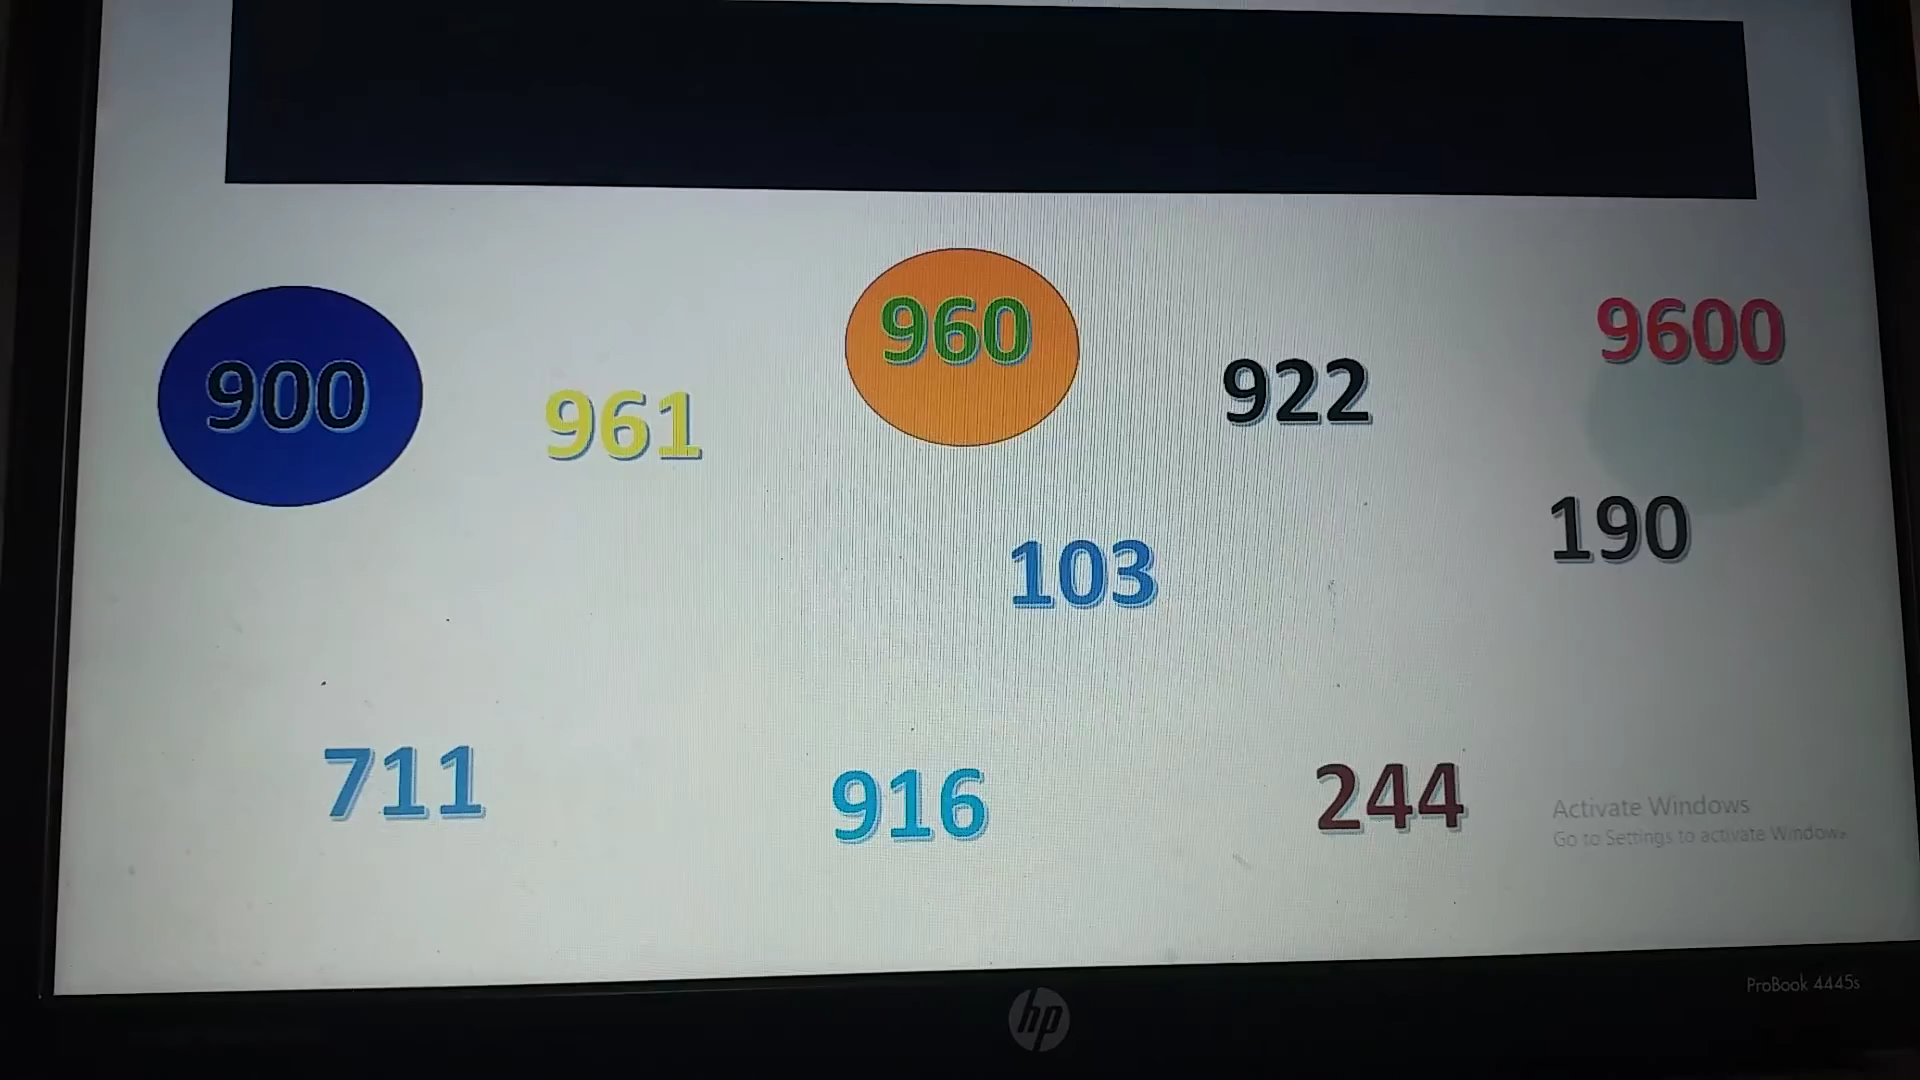 900
961
960
922
9600
103
190
711
916
244
Activate Windows
Go to Settings to activate Windows
ProBook 4445s
hp